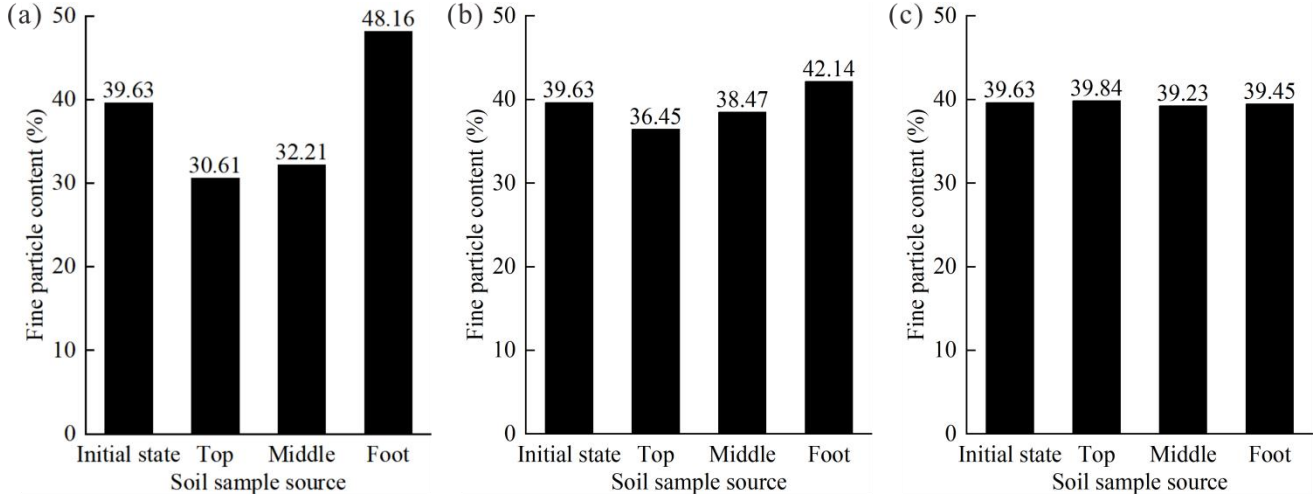 (a)
50
40
30
20
10
0
Fine particle content (%)
39.63
30.61
32.21
48.16
Initial state Top Middle Foot
Soil sample source
(b)
50
40
30
20
10
0
Fine particle content (%)
39.63
36.45
38.47
42.14
Initial state Top Middle Foot
Soil sample source
(c)
50
40
30
20
10
0
Fine particle content (%)
39.63
39.84
39.23
39.45
Initial state Top Middle Foot
Soil sample source